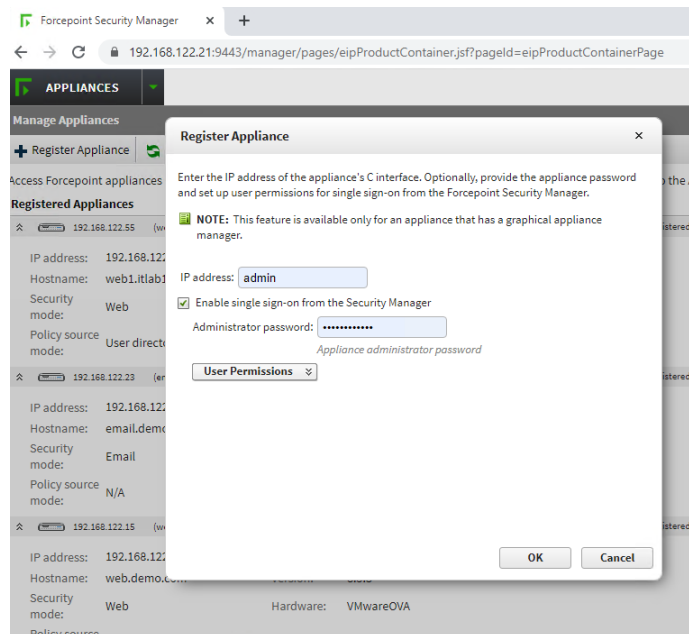 Forcepoint Security Manager
192.168.122.21:9443/manager/pages/eipProductContainer.jsf?pageId=eipProductContainerPage
APPLIANCES
Manage Appliances
Register Appliance
Access Forcepoint appliances
Registered Appliances
192.168.122.55
IP address: 192.168.122
Hostname: web1.itlab1
Security mode: Web
Policy source mode: User directo
192.168.122.23
IP address: 192.168.122
Hostname: email.demo
Security mode: Email
Policy source mode: N/A
192.168.122.15
IP address: 192.168.122
Hostname: web.demo.com
Security mode: Web
Hardware: VMwareOVA
Policy source
Register Appliance
Enter the IP address of the appliance's C interface. Optionally, provide the appliance password
and set up user permissions for single sign-on from the Forcepoint Security Manager.
NOTE: This feature is available only for an appliance that has a graphical appliance
manager.
IP address: admin
Enable single sign-on from the Security Manager
Administrator password: ••••••••••••
Appliance administrator password
User Permissions
OK
Cancel